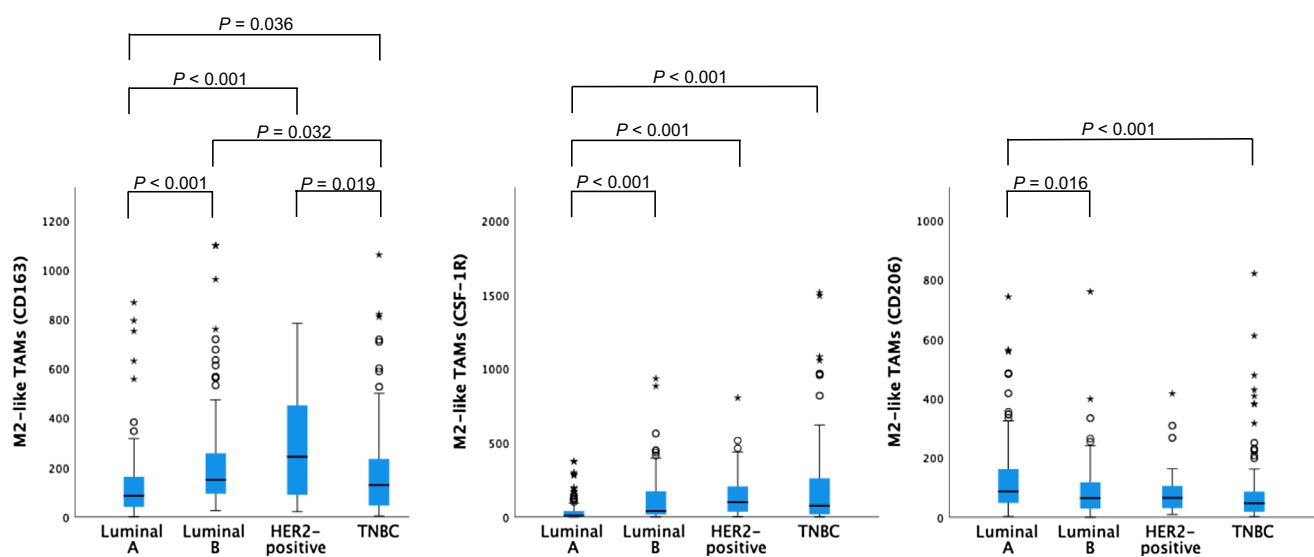 P = 0.036
P < 0.001
P = 0.032
P < 0.001
P = 0.019
M2-like TAMs (CD163)
1200
1000
800
600
400
200
0
Luminal A
Luminal B
HER2-positive
TNBC
P < 0.001
P < 0.001
P < 0.001
M2-like TAMs (CSF-1R)
2000
1500
1000
500
0
Luminal A
Luminal B
HER2-positive
TNBC
P < 0.001
P = 0.016
M2-like TAMs (CD206)
1000
800
600
400
200
0
Luminal A
Luminal B
HER2-positive
TNBC